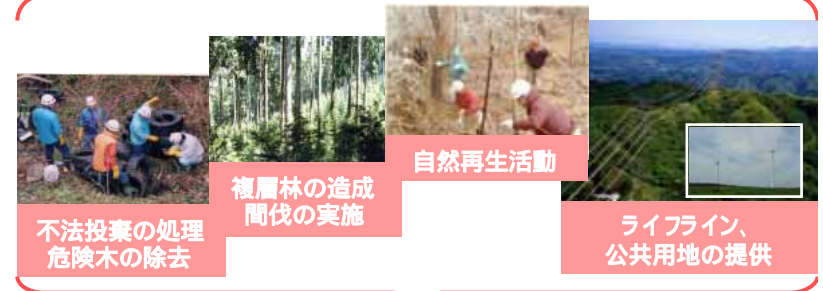 不法投棄の処理
危険木の除去
複層林の造成
間伐の実施
自然再生活動
ライフライン、
公共用地の提供